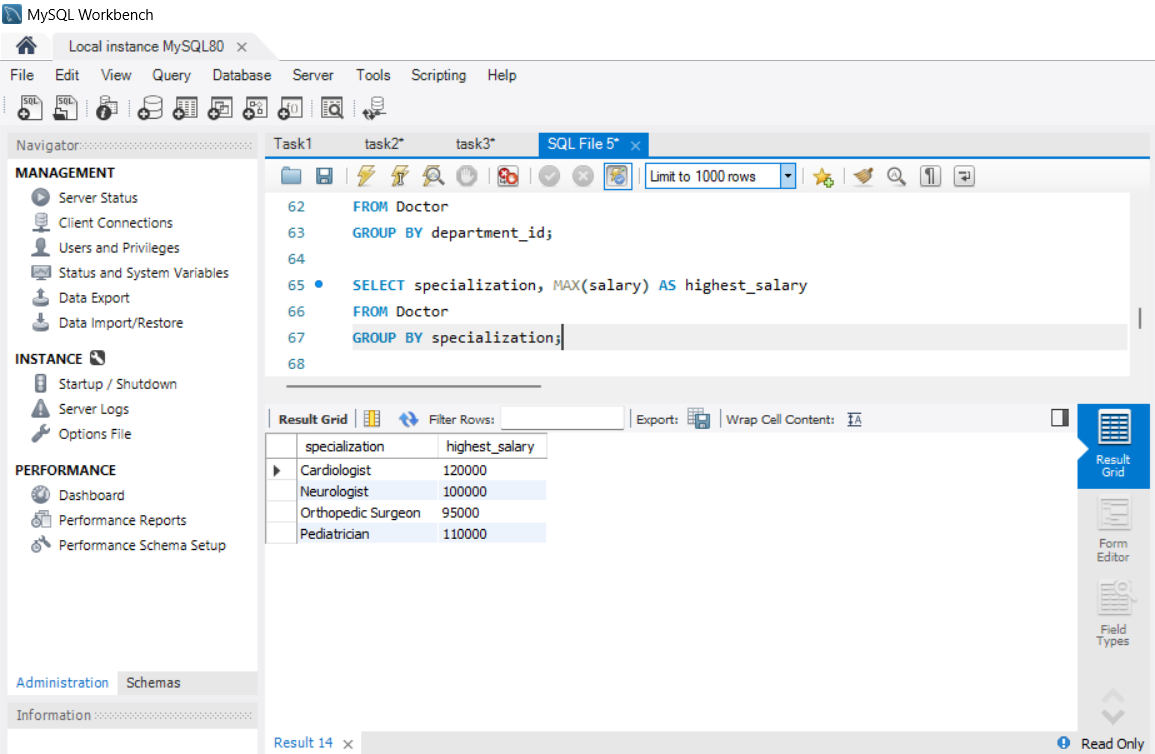 MySQL Workbench
Local instance MySQL80
File Edit View Query Database Server Tools Scripting Help
Navigator
MANAGEMENT
Server Status
Client Connections
Users and Privileges
Status and System Variables
Data Export
Data Import/Restore
INSTANCE
Startup / Shutdown
Server Logs
Options File
PERFORMANCE
Dashboard
Performance Reports
Performance Schema Setup
Administration Schemas
Information
Task1 task2* task3* SQL File 5*
Limit to 1000 rows
62 FROM Doctor
63 GROUP BY department_id;
64
65 SELECT specialization, MAX(salary) AS highest_salary
66 FROM Doctor
67 GROUP BY specialization;
68
Result Grid Filter Rows: Export: Wrap Cell Content:
specialization highest_salary
Cardiologist 120000
Neurologist 100000
Orthopedic Surgeon 95000
Pediatrician 110000
Result
Grid
Form
Editor
Field
Types
Result 14
Read Only